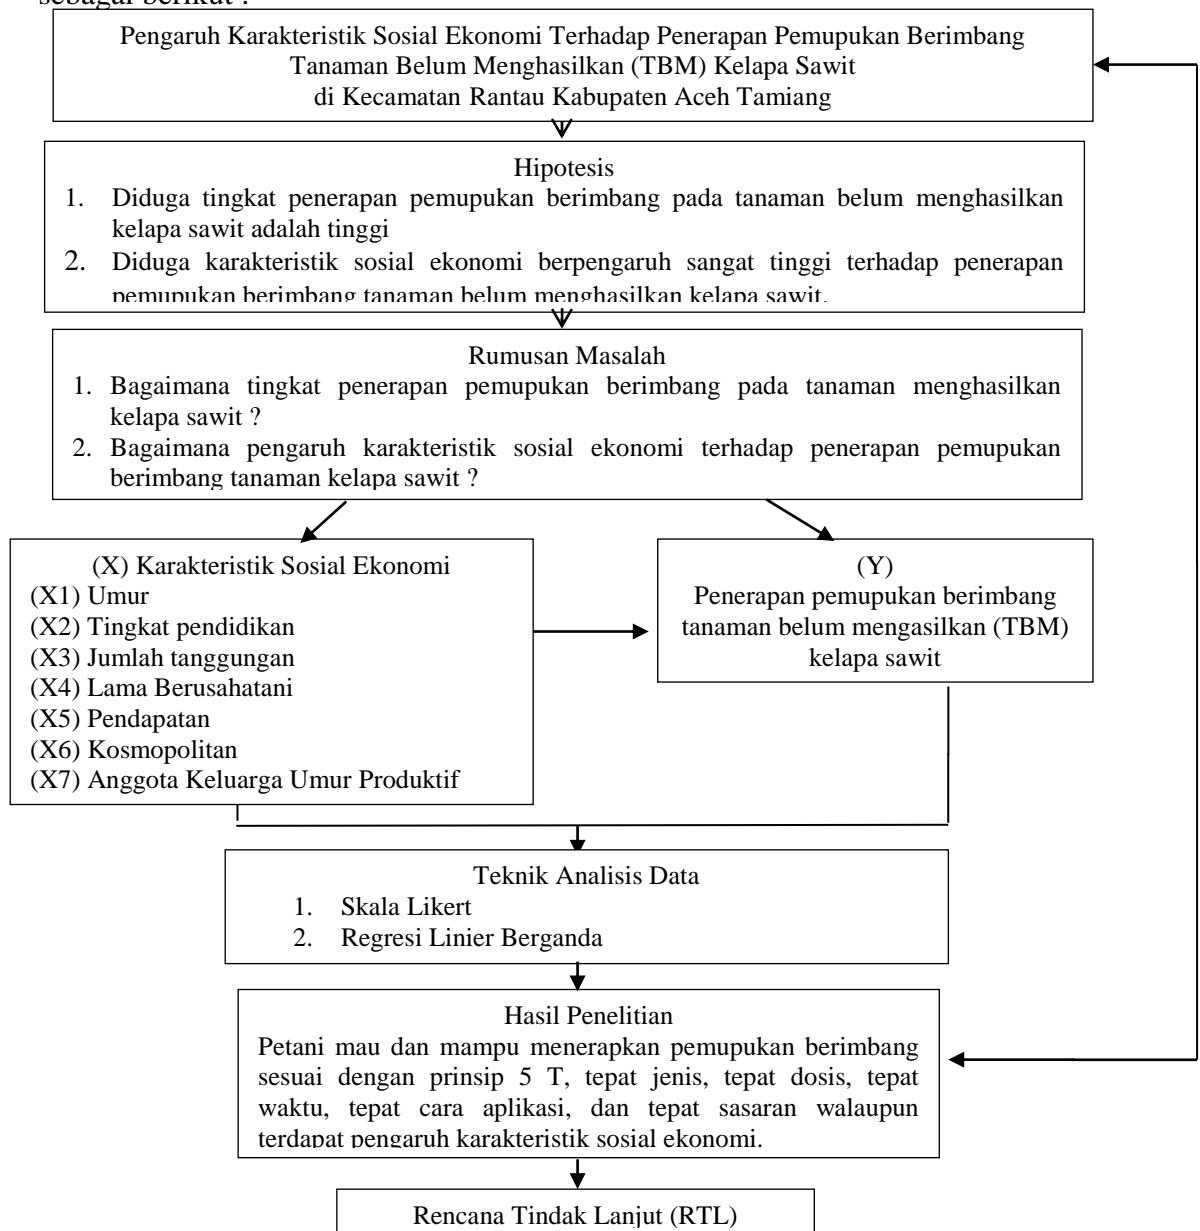 sebagai berikut :
Pengaruh Karakteristik Sosial Ekonomi Terhadap Penerapan Pemupukan Berimbang
Tanaman Belum Menghasilkan (TBM) Kelapa Sawit
di Kecamatan Rantau Kabupaten Aceh Tamiang
Hipotesis
1. Diduga tingkat penerapan pemupukan berimbang pada tanaman belum menghasilkan
kelapa sawit adalah tinggi
2. Diduga karakteristik sosial ekonomi berpengaruh sangat tinggi terhadap penerapan
pemupukan berimbang tanaman belum menghasilkan kelapa sawit.
Rumusan Masalah
1. Bagaimana tingkat penerapan pemupukan berimbang pada tanaman menghasilkan
kelapa sawit ?
2. Bagaimana pengaruh karakteristik sosial ekonomi terhadap penerapan pemupukan
berimbang tanaman kelapa sawit ?
(X) Karakteristik Sosial Ekonomi
(X1) Umur
(X2) Tingkat pendidikan
(X3) Jumlah tanggungan
(X4) Lama Berusahatani
(X5) Pendapatan
(X6) Kosmopolitan
(X7) Anggota Keluarga Umur Produktif
(Y)
Penerapan pemupukan berimbang
tanaman belum mengasilkan (TBM)
kelapa sawit
Teknik Analisis Data
1. Skala Likert
2. Regresi Linier Berganda
Hasil Penelitian
Petani mau dan mampu menerapkan pemupukan berimbang
sesuai dengan prinsip 5 T, tepat jenis, tepat dosis, tepat
waktu, tepat cara aplikasi, dan tepat sasaran walaupun
terdapat pengaruh karakteristik sosial ekonomi.
Rencana Tindak Lanjut (RTL)